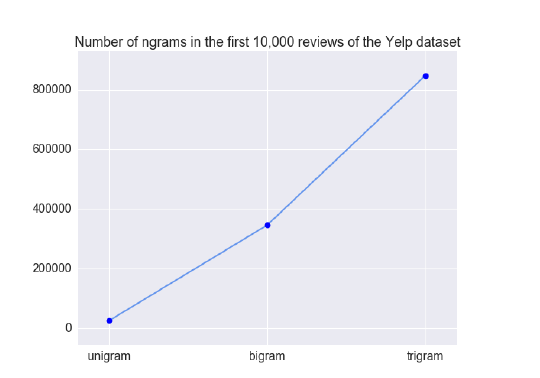 Number of ngrams in the first 10,000 reviews of the Yelp dataset
800000
600000
400000
200000
0
unigram bigram trigram